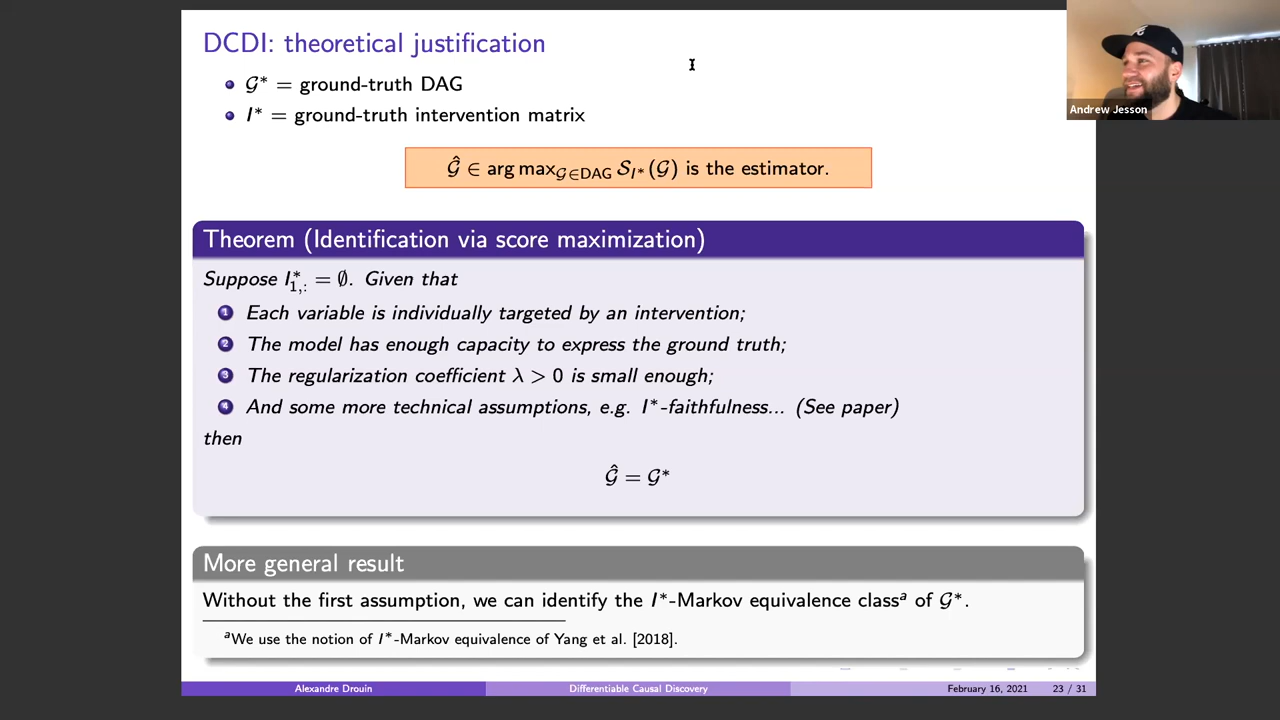 DCDI: theoretical justification
𝒢* = ground-truth DAG
I* = ground-truth intervention matrix
Andrew Jesson
𝒢̂ ∈ arg max_{𝒢∈DAG} 𝒮_{I*}(𝒢) is the estimator.
Theorem (Identification via score maximization)
Suppose I*_{1,:} = ∅. Given that
1 Each variable is individually targeted by an intervention;
2 The model has enough capacity to express the ground truth;
3 The regularization coefficient λ > 0 is small enough;
4 And some more technical assumptions, e.g. I*-faithfulness... (See paper)
then
𝒢̂ = 𝒢*
More general result
Without the first assumption, we can identify the I*-Markov equivalence class^a of 𝒢*.
^a We use the notion of I*-Markov equivalence of Yang et al. [2018].
Alexandre Drouin Differentiable Causal Discovery February 16, 2021 23 / 31